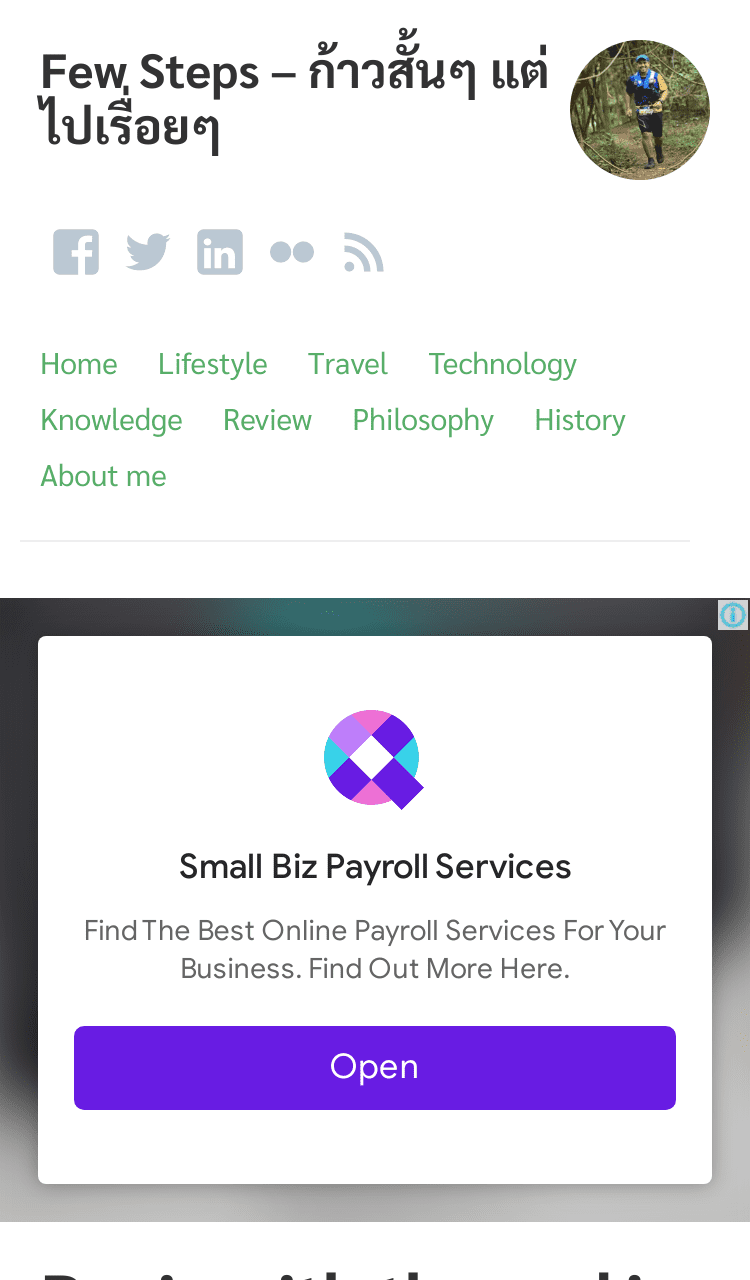 Few Steps – ก้าวสั้นๆ แต่
ไปเรื่อยๆ
Home Lifestyle Travel Technology
Knowledge Review Philosophy History
About me
Small Biz Payroll Services
Find The Best Online Payroll Services For Your
Business. Find Out More Here.
Open